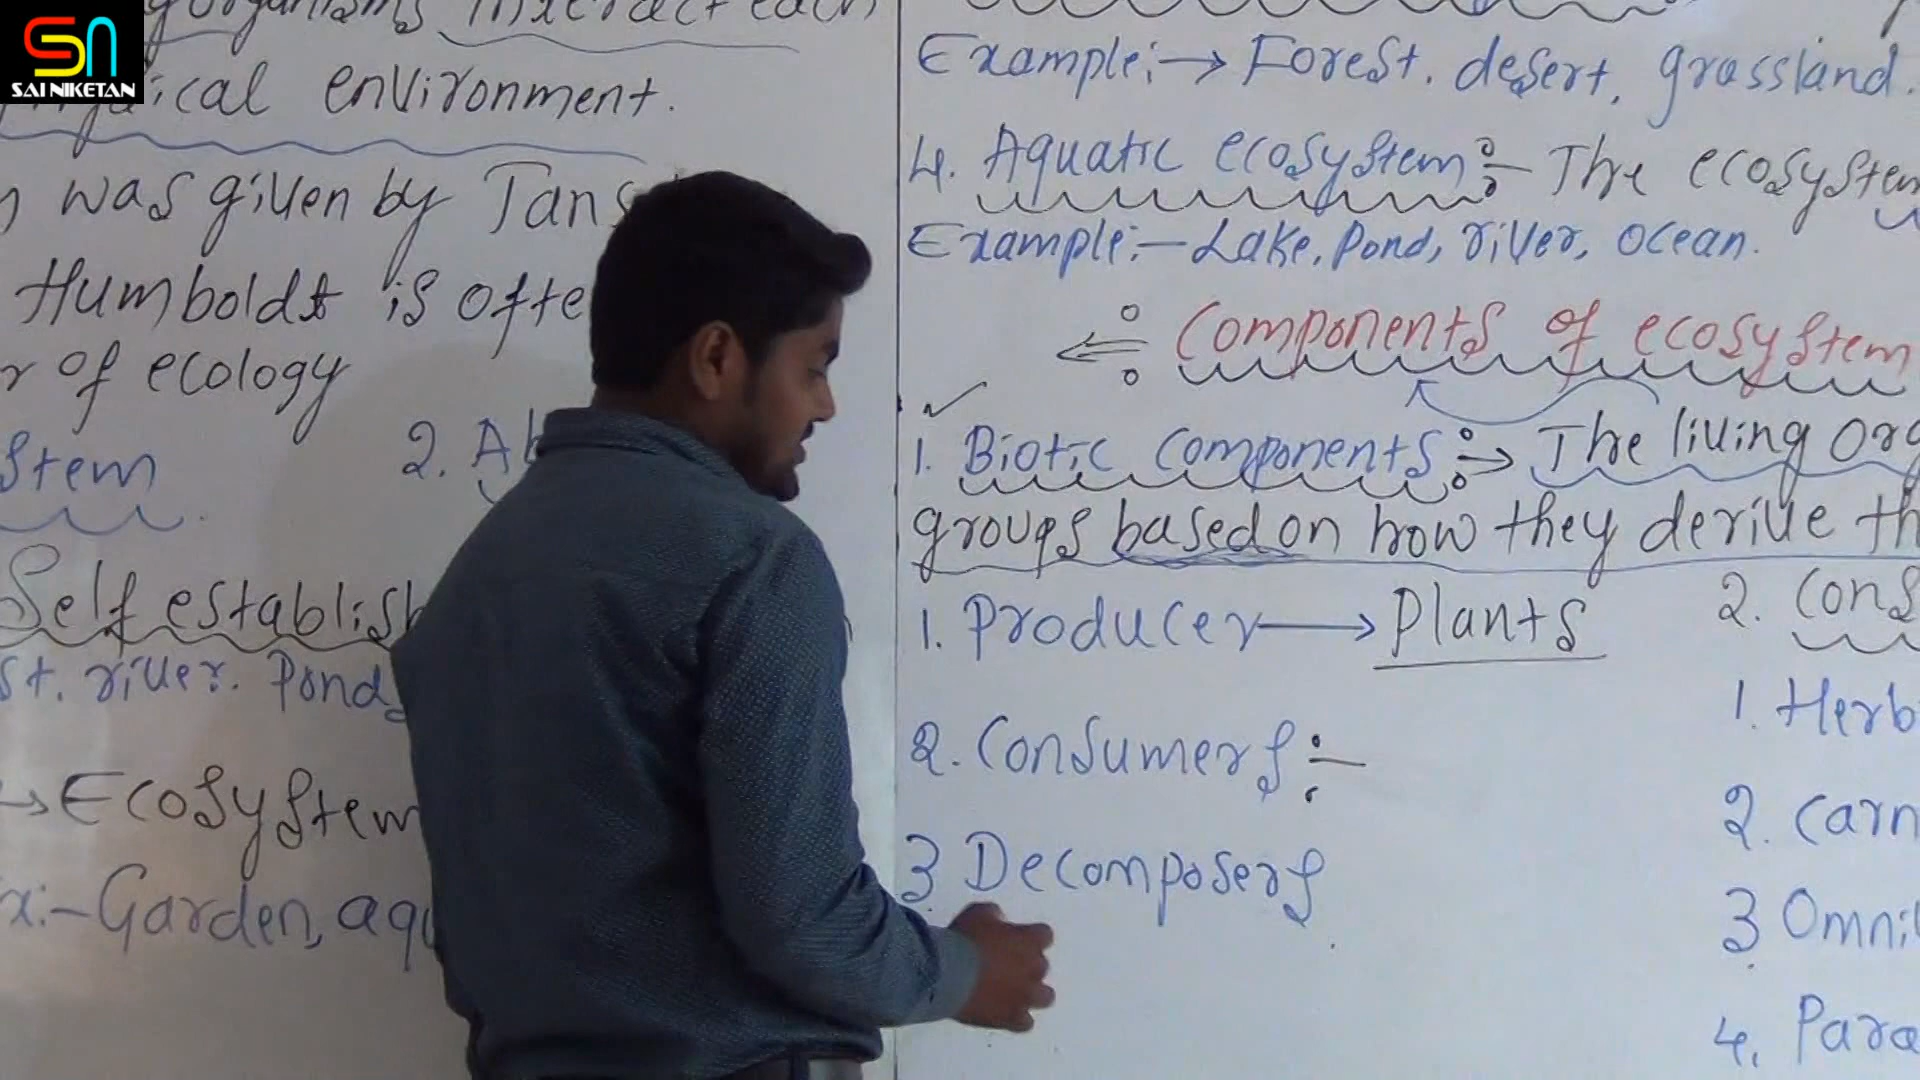 SN
SAI NIKETAN
organisms interact each
environment.
was given by Tans
Humboldt is ofte
r of ecology
stem
2. Ab
Self establish
st. river. Pond
→ Ecosystem
x:- Garden, aqu
Example:→ Forest. desert, grassland.
4. Aquatic ecosystem:- The ecosystem
Example:- Lake, Pond, river, ocean.
Components of ecosystem
1. Biotic components:→ The living org
groups based on how they derive th
1. Producer → Plants
2. Consumers:-
3 Decomposers
2. Cons
1. Herb
2. carn
3 Omni
4. Para